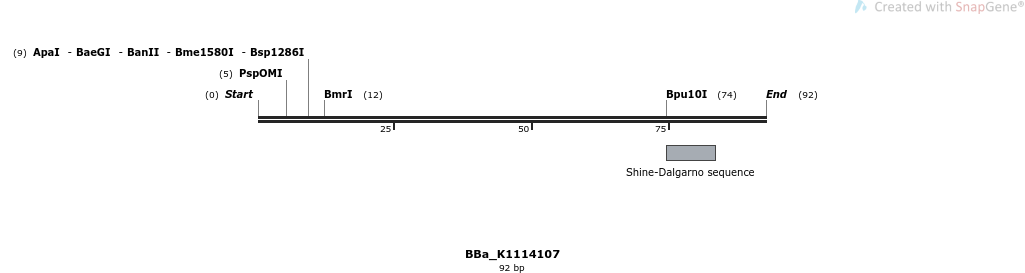 Created with SnapGene®
(9) ApaI - BaeGI - BanII - Bme1580I - Bsp1286I
(5) PspOMI
(0) Start BmrI (12) Bpu10I (74) End (92)
25 50 75
Shine-Dalgarno sequence
BBa_K1114107
92 bp